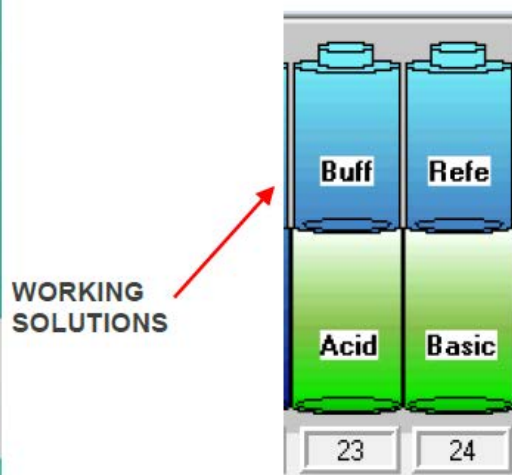 Buff Refe
WORKING
SOLUTIONS
Acid Basic
23 24